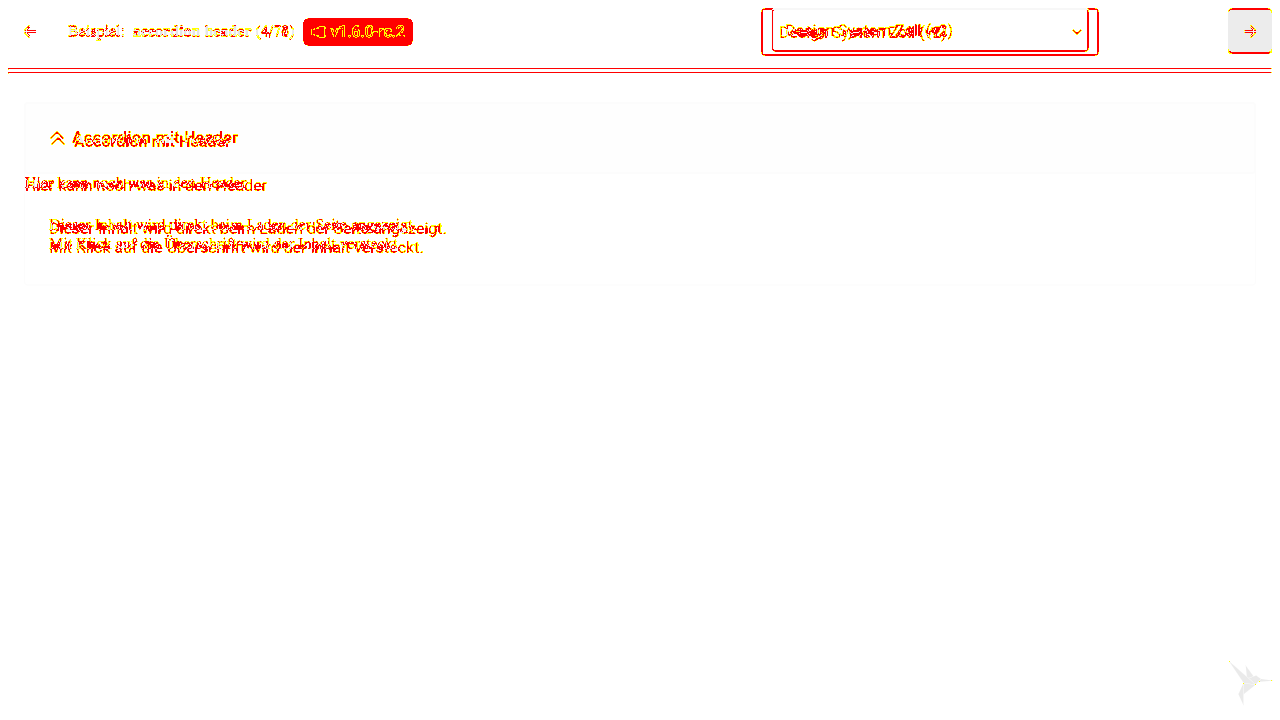 Beispiel: accordion header (4/78) v1.6.0-rc.2
Design System Zoll (v2)
Accordion mit Header
Hier kann noch was in den Header
Dieser Inhalt wird direkt beim Laden der Seite angezeigt.
Mit Klick auf die Überschrift wird der Inhalt versteckt.